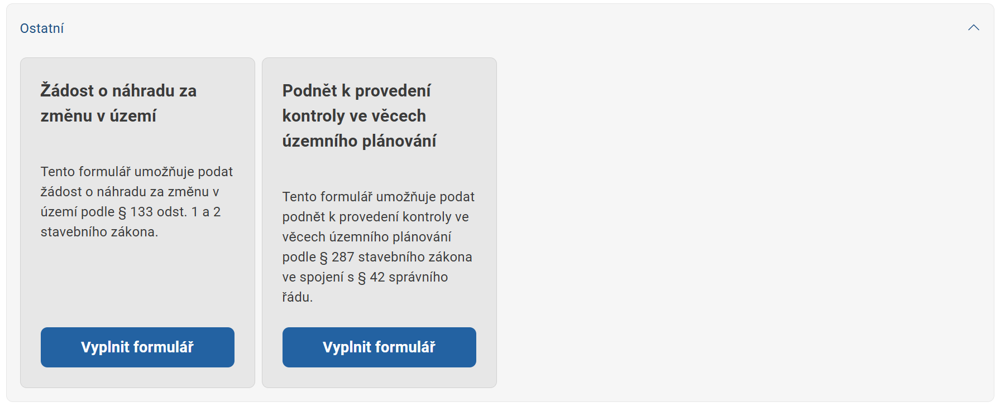 Ostatní
Žádost o náhradu za
změnu v území
Tento formulář umožňuje podat
žádost o náhradu za změnu v
území podle § 133 odst. 1 a 2
stavebního zákona.
Vyplnit formulář
Podnět k provedení
kontroly ve věcech
územního plánování
Tento formulář umožňuje podat
podnět k provedení kontroly ve
věcech územního plánování
podle § 287 stavebního zákona
ve spojení s § 42 správního
řádu.
Vyplnit formulář